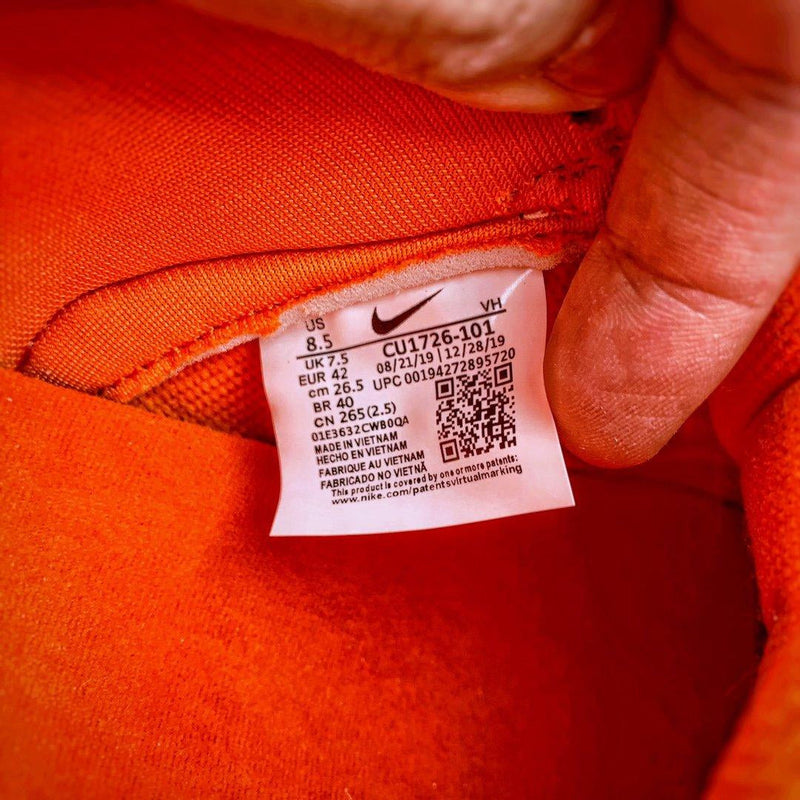 US VH
8.5 CU1726-101
UK 7.5 08/21/19 | 12/28/19
EUR 42 UPC 00194272895720
cm 26.5
BR 40
CN 265(2.5)
01E3632CWB0QA
MADE IN VIETNAM
HECHO EN VIETNAM
FABRIQUE AU VIETNAM
FABRICADO NO VIETNÃ
This product is covered by one or more patents:
www.nike.com/patentsvirtualmarking